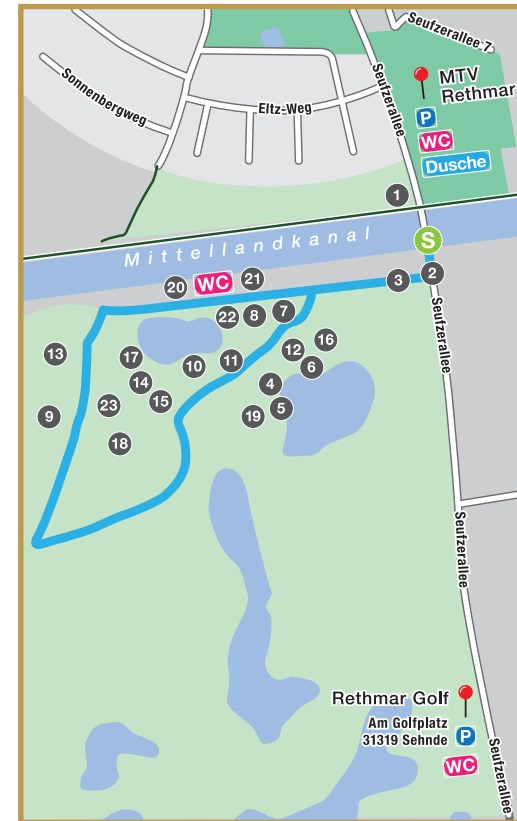 Seufzerallee 7
MTV
Rethmar
P
WC
Dusche
Seufzerallee
Sonnenbergweg
Eltz-Weg
1
Mittellandkanal
S
20
WC
21
3
2
22
8
7
13
17
10
11
12
16
6
14
4
23
15
5
9
19
18
Seufzerallee
Seufzerallee
Rethmar Golf
Am Golfplatz
31319 Sehnde
P
WC
Seufzerallee